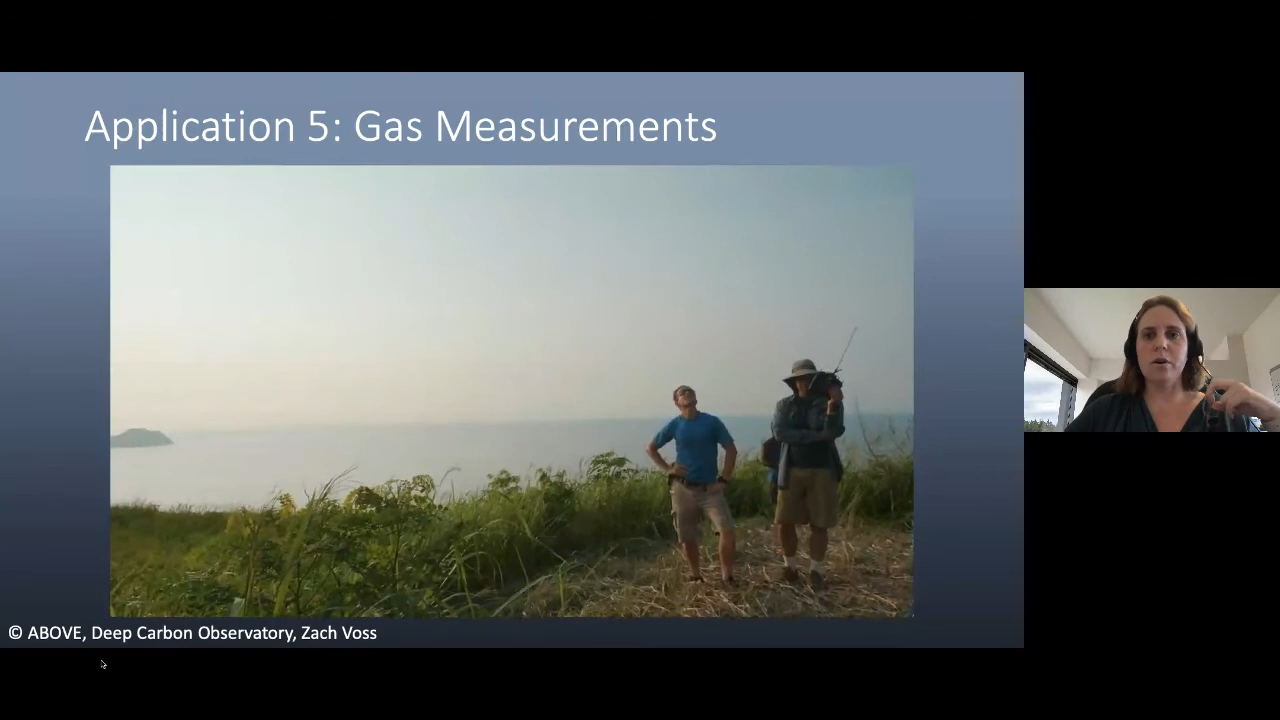 Application 5: Gas Measurements
© ABOVE, Deep Carbon Observatory, Zach Voss